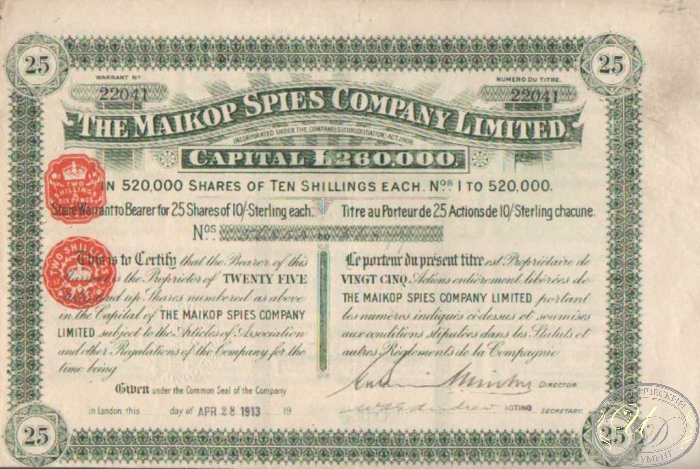 25
25
WARRANT Nº
NUMERO DU TITRE.
22041
22041
THE MAIKOP SPIES COMPANY LIMITED.
INCORPORATED UNDER THE COMPANIES (CONSOLIDATION) ACT, 1908.
CAPITAL £260,000,
IN 520,000 SHARES OF TEN SHILLINGS EACH. Nºs 1 TO 520,000.
TWO SHILLINGS SIX PENCE
Share Warrant to Bearer for 25 Shares of 10/- Sterling each.
Titre au Porteur de 25 Actions de 10/- Sterling chacune.
Nos.
to
TWO SHILLINGS
This is to Certify that the Bearer of this
is the Proprietor of TWENTY FIVE
paid up Shares numbered as above
in the Capital of THE MAIKOP SPIES COMPANY
LIMITED subject to the Articles of Association
and other Regulations of the Company for the
time being
Le porteur du présent titre est Propriétaire de
VINGT CINQ Actions entièrement libérées de
THE MAIKOP SPIES COMPANY LIMITED portant
les numéros indiqués ci-dessus et soumises
aux conditions stipulées dans les Statuts et
autres Règlements de la Compagnie
Given under the Common Seal of the Company
DIRECTOR
in London, this day of APR 28 1913 19
ACTING SECRETARY.
25
25